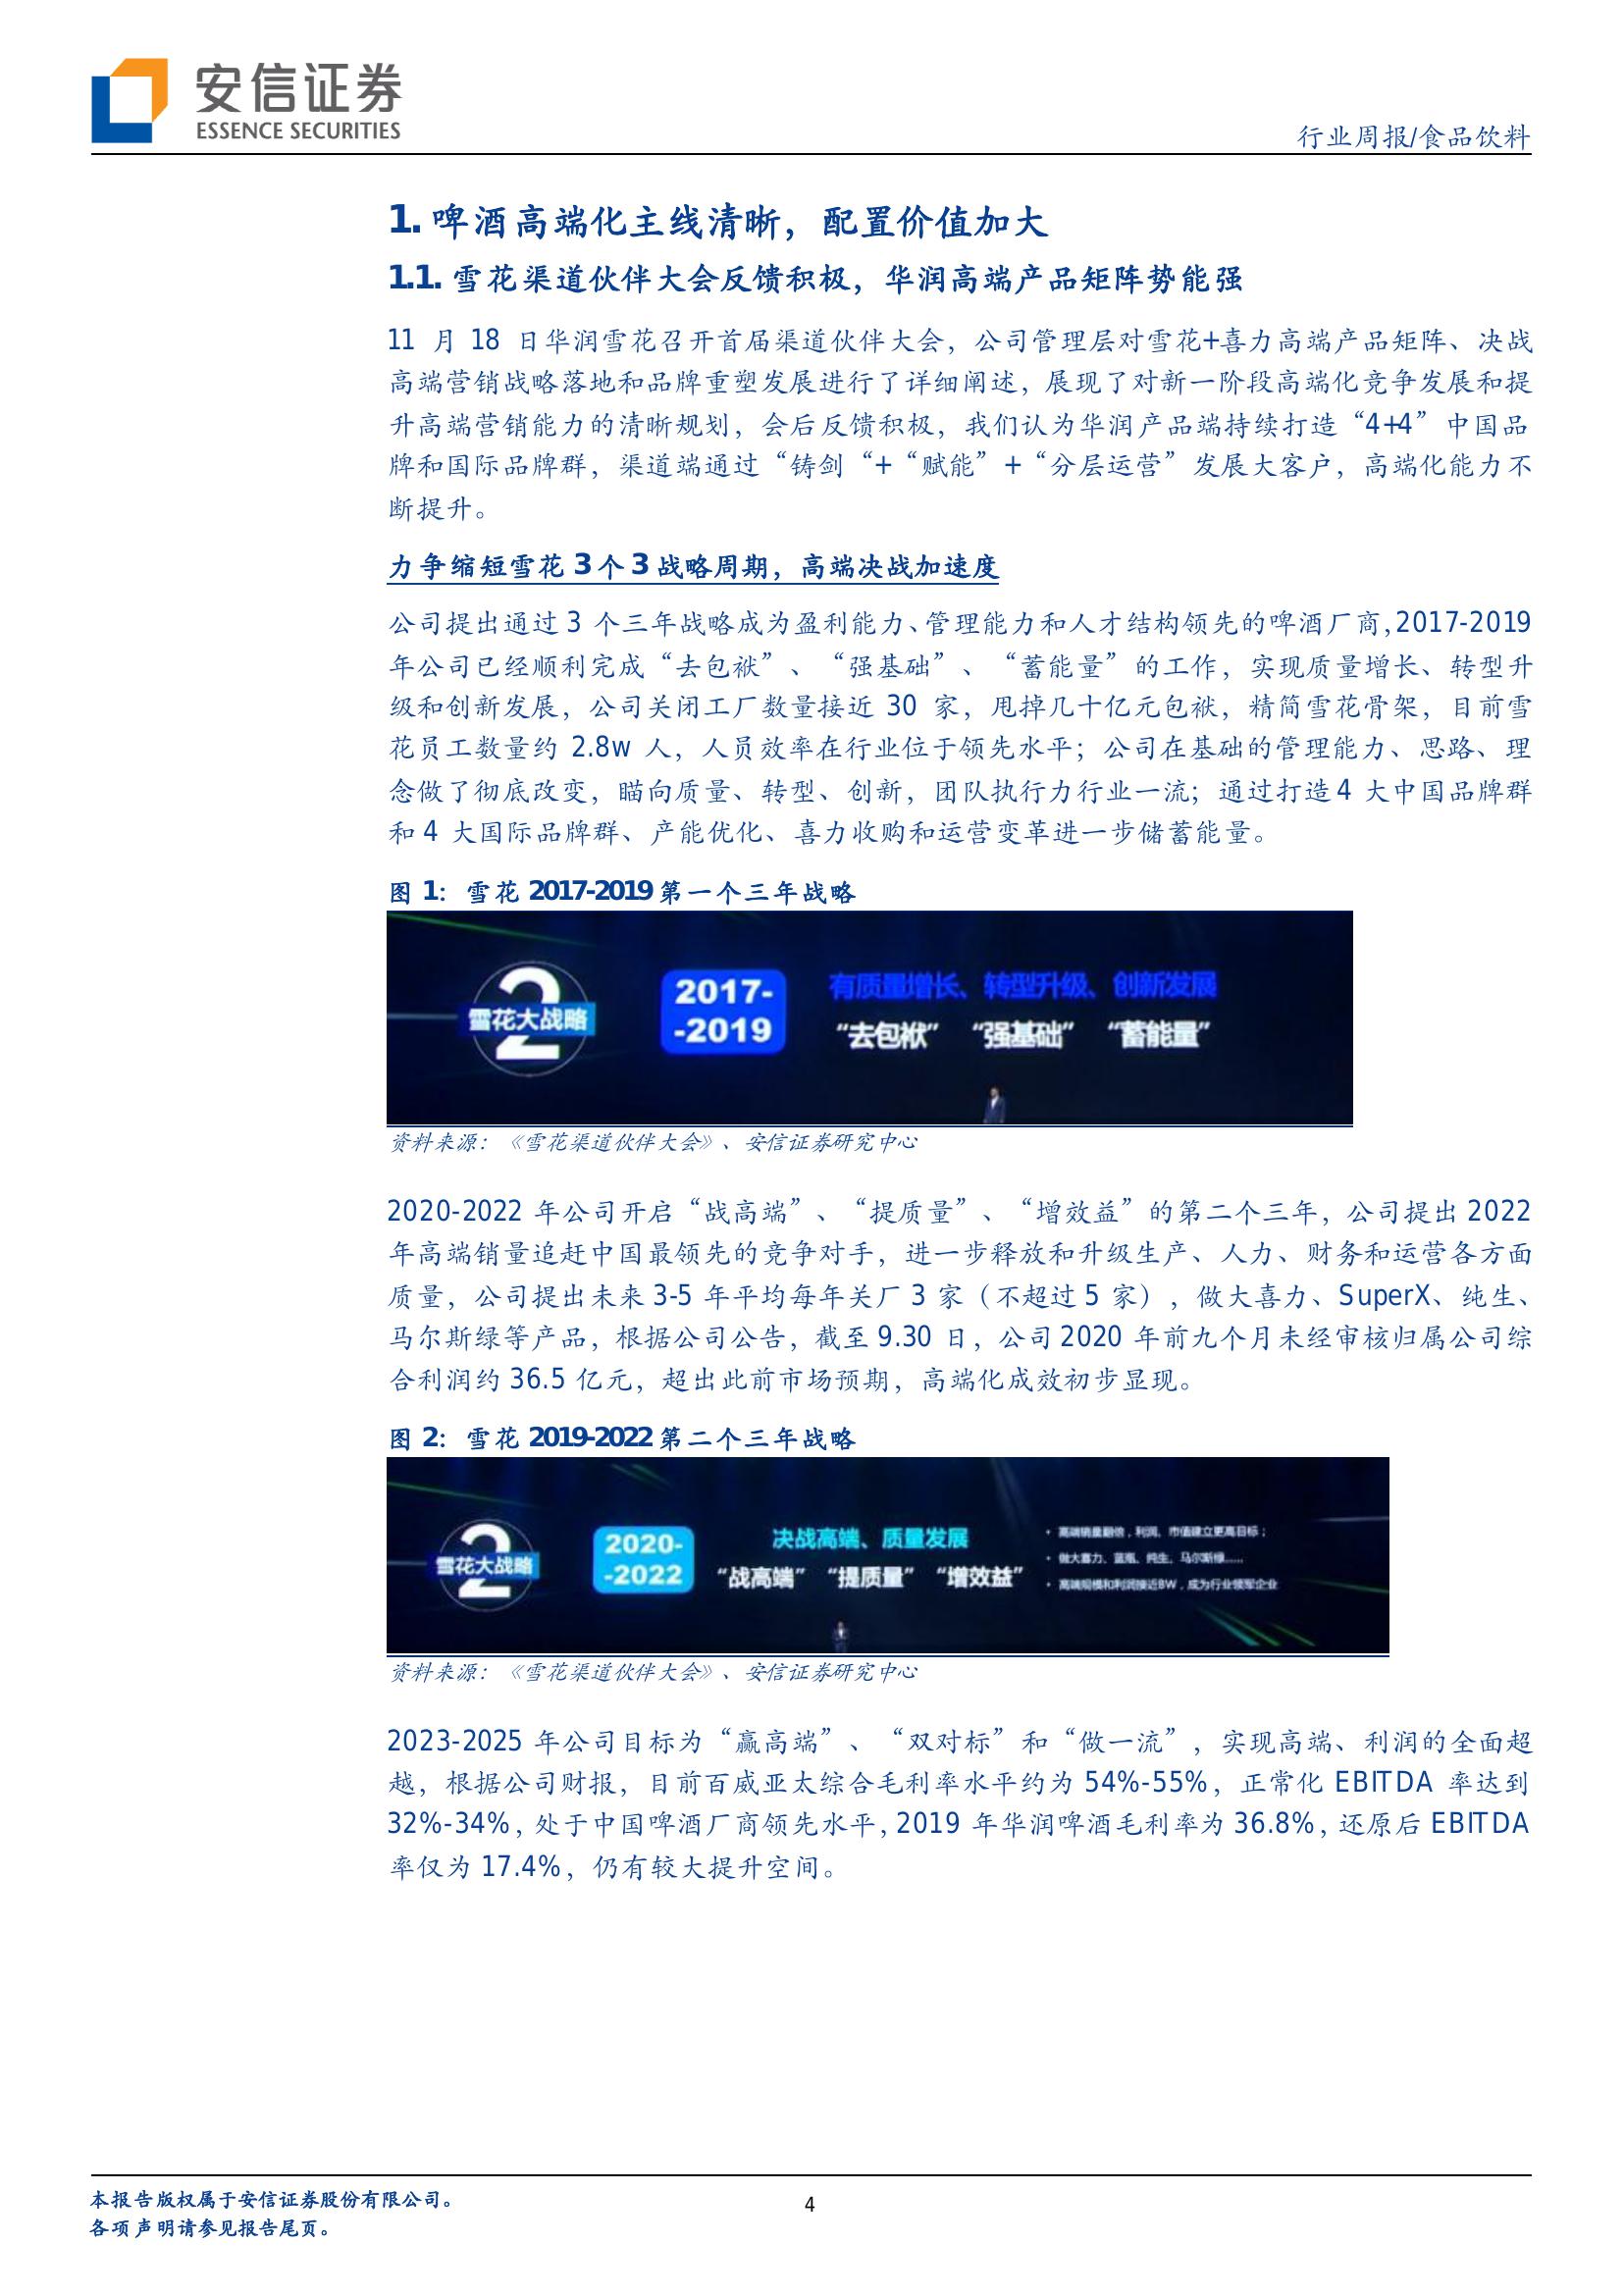 安信证券
ESSENCE SECURITIES
行业周报/食品饮料
1. 啤酒高端化主线清晰，配置价值加大
1.1. 雪花渠道伙伴大会反馈积极，华润高端产品矩阵势能强
11 月 18 日华润雪花召开首届渠道伙伴大会，公司管理层对雪花+喜力高端产品矩阵、决战
高端营销战略落地和品牌重塑发展进行了详细阐述，展现了对新一阶段高端化竞争发展和提
升高端营销能力的清晰规划，会后反馈积极，我们认为华润产品端持续打造“4+4”中国品
牌和国际品牌群，渠道端通过“铸剑“+“赋能”+“分层运营”发展大客户，高端化能力不
断提升。
力争缩短雪花 3 个 3 战略周期，高端决战加速度
公司提出通过 3 个三年战略成为盈利能力、管理能力和人才结构领先的啤酒厂商，2017-2019
年公司已经顺利完成“去包袱”、“强基础”、“蓄能量”的工作，实现质量增长、转型升
级和创新发展，公司关闭工厂数量接近 30 家，甩掉几十亿元包袱，精简雪花骨架，目前雪
花员工数量约 2.8w 人，人员效率在行业位于领先水平；公司在基础的管理能力、思路、理
念做了彻底改变，瞄向质量、转型、创新，团队执行力行业一流；通过打造 4 大中国品牌群
和 4 大国际品牌群、产能优化、喜力收购和运营变革进一步储蓄能量。
图 1：雪花 2017-2019 第一个三年战略
2
雪花大战略
2017-
-2019
有质量增长、转型升级、创新发展
“去包袱” “强基础” “蓄能量”
资料来源：《雪花渠道伙伴大会》、安信证券研究中心
2020-2022 年公司开启“战高端”、“提质量”、“增效益”的第二个三年，公司提出 2022
年高端销量追赶中国最领先的竞争对手，进一步释放和升级生产、人力、财务和运营各方面
质量，公司提出未来 3-5 年平均每年关厂 3 家（不超过 5 家），做大喜力、SuperX、纯生、
马尔斯绿等产品，根据公司公告，截至 9.30 日，公司 2020 年前九个月未经审核归属公司综
合利润约 36.5 亿元，超出此前市场预期，高端化成效初步显现。
图 2：雪花 2019-2022 第二个三年战略
2
雪花大战略
2020-
-2022
决战高端、质量发展
“战高端” “提质量” “增效益”
• 高端销量翻倍，利润、市值建立更高目标；
• 做大喜力、蓝瓶、纯生、马尔斯绿......
• 高端规模和利润接近BW，成为行业领军企业
资料来源：《雪花渠道伙伴大会》、安信证券研究中心
2023-2025 年公司目标为“赢高端”、“双对标”和“做一流”，实现高端、利润的全面超
越，根据公司财报，目前百威亚太综合毛利率水平约为 54%-55%，正常化 EBITDA 率达到
32%-34%，处于中国啤酒厂商领先水平，2019 年华润啤酒毛利率为 36.8%，还原后 EBITDA
率仅为 17.4%，仍有较大提升空间。
本报告版权属于安信证券股份有限公司。
各项声明请参见报告尾页。
4